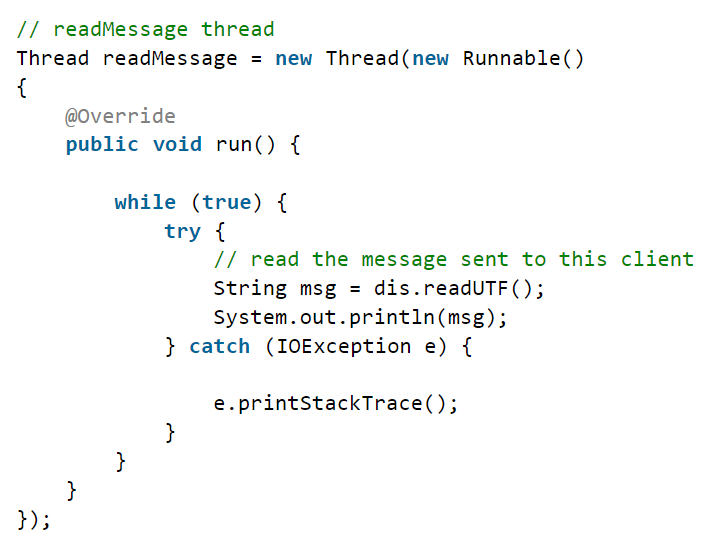 // readMessage thread
Thread readMessage = new Thread(new Runnable()
{
    @Override
    public void run() {

        while (true) {
            try {
                // read the message sent to this client
                String msg = dis.readUTF();
                System.out.println(msg);
            } catch (IOException e) {

                e.printStackTrace();
            }
        }
    }
});